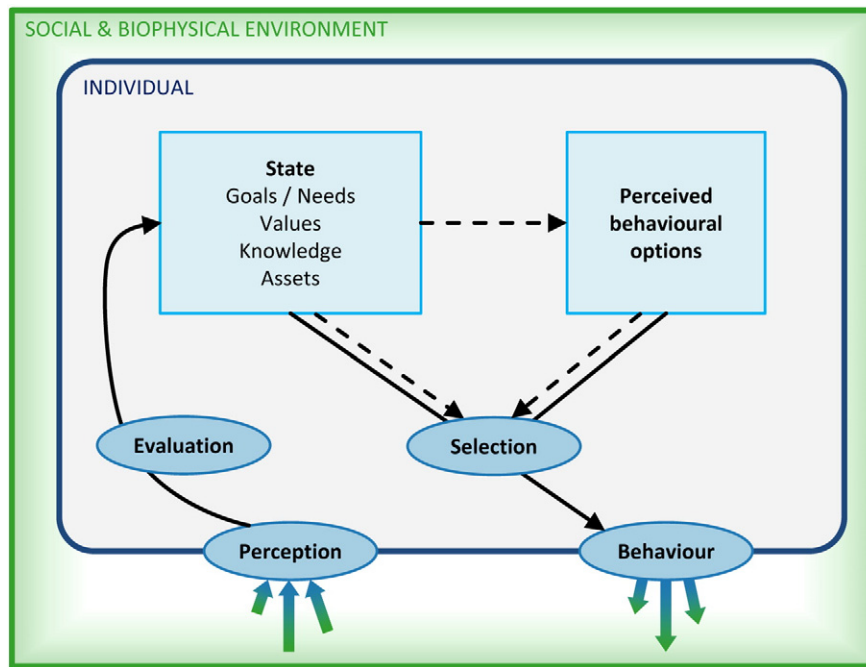 SOCIAL & BIOPHYSICAL ENVIRONMENT
INDIVIDUAL
State
Goals / Needs
Values
Knowledge
Assets
Perceived
behavioural
options
Evaluation
Selection
Perception
Behaviour